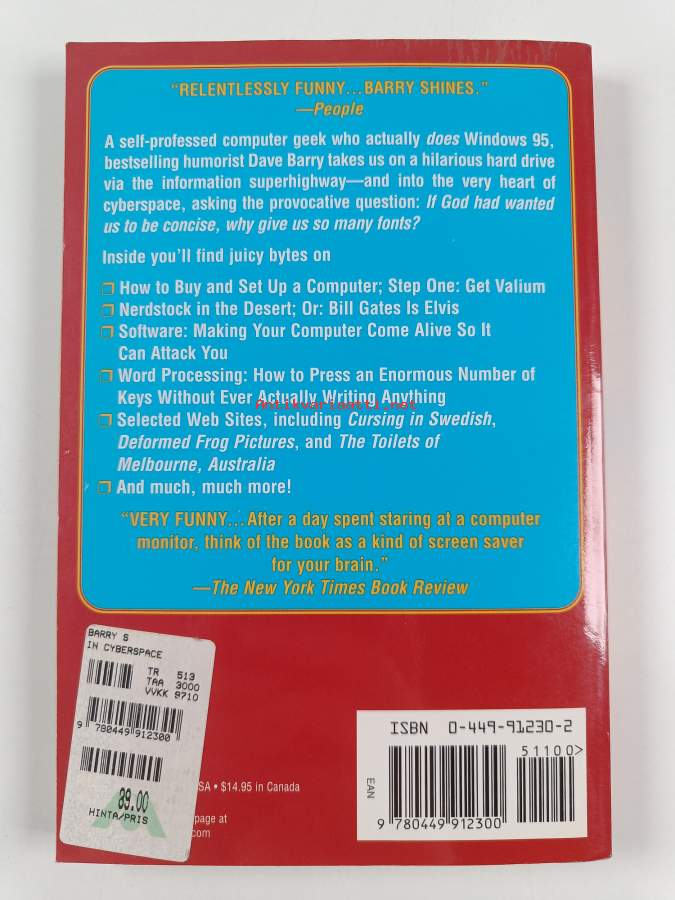 "RELENTLESSLY FUNNY...BARRY SHINES."
—People
A self-professed computer geek who actually does Windows 95,
bestselling humorist Dave Barry takes us on a hilarious hard drive
via the information superhighway—and into the very heart of
cyberspace, asking the provocative question: If God had wanted
us to be concise, why give us so many fonts?
Inside you'll find juicy bytes on
❒ How to Buy and Set Up a Computer; Step One: Get Valium
❒ Nerdstock in the Desert; Or: Bill Gates Is Elvis
❒ Software: Making Your Computer Come Alive So It
Can Attack You
❒ Word Processing: How to Press an Enormous Number of
Keys Without Ever Actually Writing Anything
Antikvariaatti.net
❒ Selected Web Sites, including Cursing in Swedish,
Deformed Frog Pictures, and The Toilets of
Melbourne, Australia
❒ And much, much more!
"VERY FUNNY...After a day spent staring at a computer
monitor, think of the book as a kind of screen saver
for your brain."
—The New York Times Book Review
BARRY S
IN CYBERSPACE
TR 513
TAA 3000
VVKK 9710
9 780449 912300
89.00
HINTA/PRIS
SA • $14.95 in Canada
page at
com
ISBN 0-449-91230-2
51100>
EAN
9 780449 912300